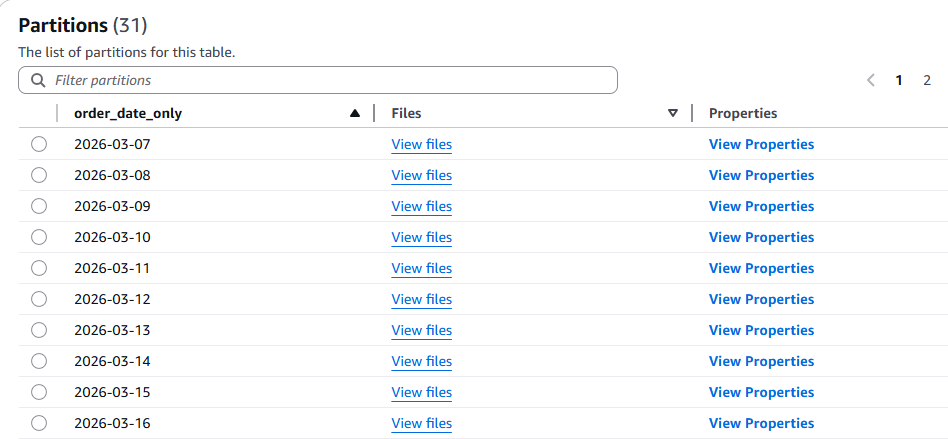 Partitions (31)
The list of partitions for this table.
Filter partitions
1 2
order_date_only Files Properties
2026-03-07 View files View Properties
2026-03-08 View files View Properties
2026-03-09 View files View Properties
2026-03-10 View files View Properties
2026-03-11 View files View Properties
2026-03-12 View files View Properties
2026-03-13 View files View Properties
2026-03-14 View files View Properties
2026-03-15 View files View Properties
2026-03-16 View files View Properties